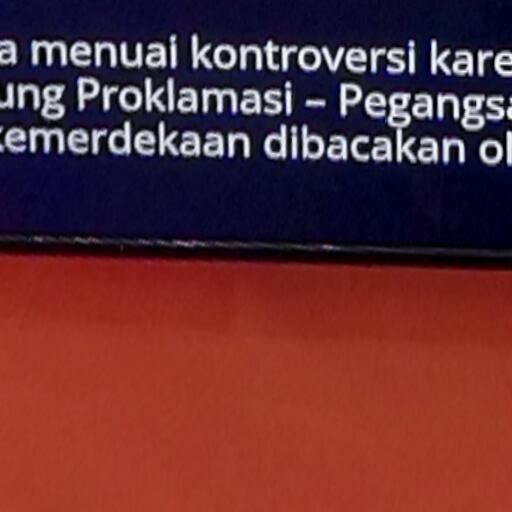 a menuai kontroversi kare
ung Proklamasi – Pegangsa
kemerdekaan dibacakan ol